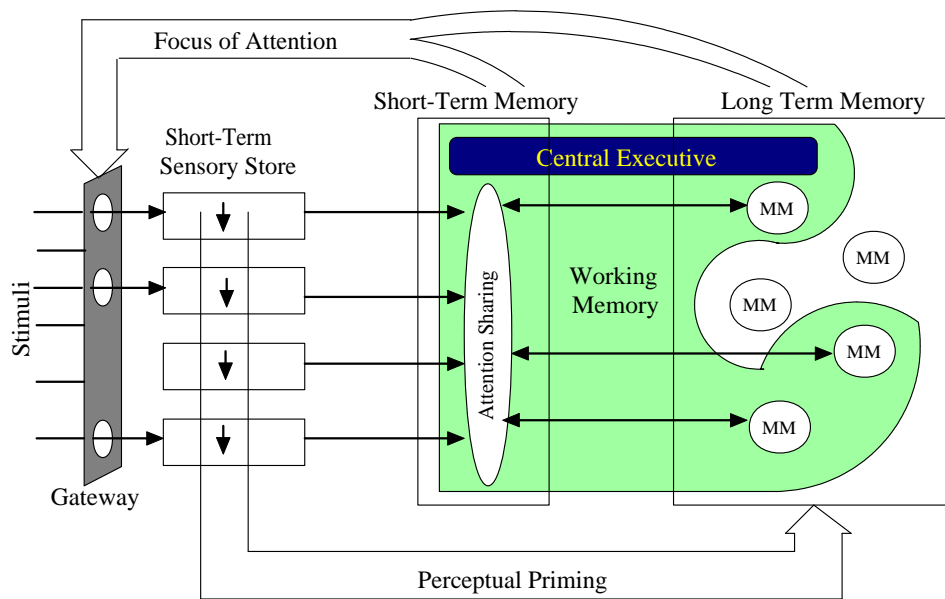 Focus of Attention
Short-Term Memory
Long Term Memory
Short-Term
Sensory Store
Central Executive
MM
MM
Working
Memory
MM
Stimuli
Attention Sharing
MM
MM
Gateway
Perceptual Priming